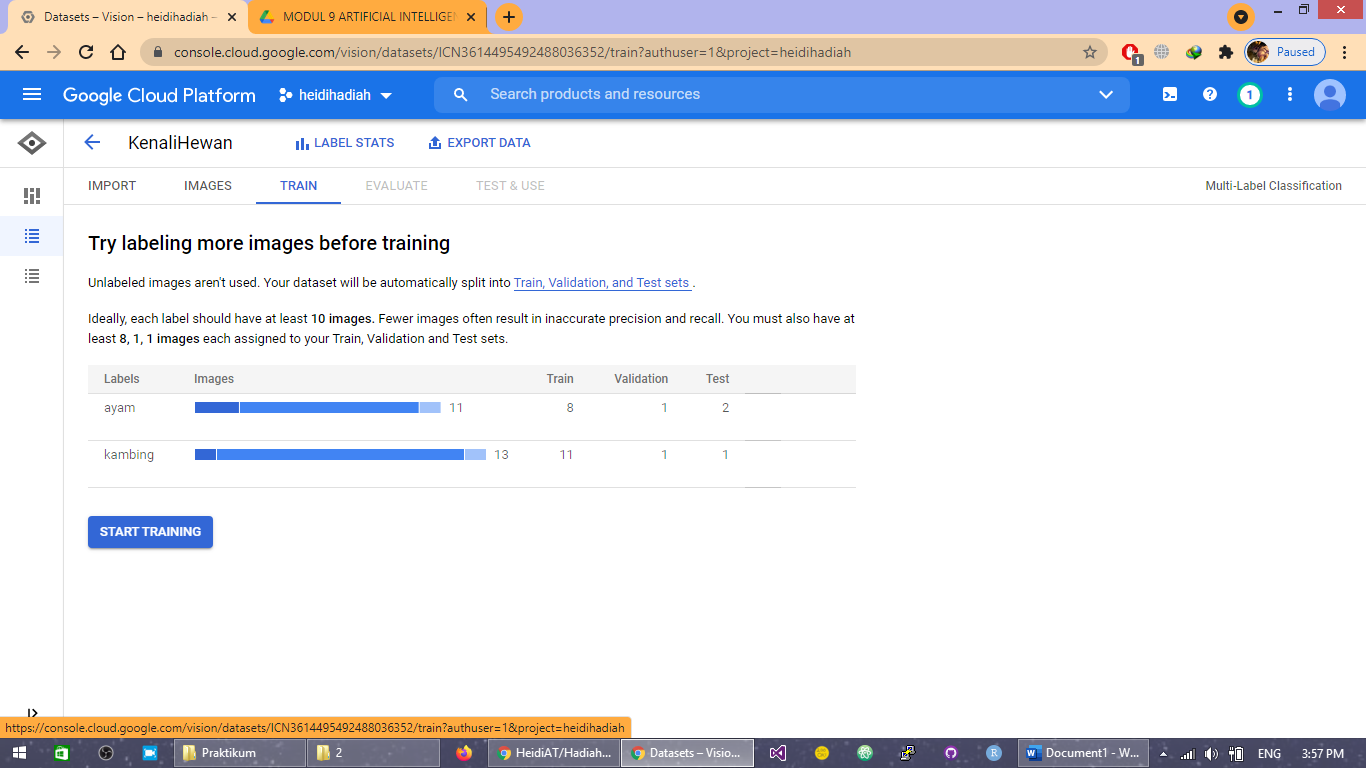 Datasets – Vision – heidihadiah –
MODUL 9 ARTIFICIAL INTELLIGEN
console.cloud.google.com/vision/datasets/ICN3614495492488036352/train?authuser=1&project=heidihadiah
1
Paused
Google Cloud Platform
heidihadiah
Search products and resources
1
KenaliHewan
LABEL STATS
EXPORT DATA
IMPORT
IMAGES
TRAIN
EVALUATE
TEST & USE
Multi-Label Classification
Try labeling more images before training
Unlabeled images aren't used. Your dataset will be automatically split into Train, Validation, and Test sets .
Ideally, each label should have at least 10 images. Fewer images often result in inaccurate precision and recall. You must also have at
least 8, 1, 1 images each assigned to your Train, Validation and Test sets.
Labels Images Train Validation Test
ayam 11 8 1 2
kambing 13 11 1 1
START TRAINING
https://console.cloud.google.com/vision/datasets/ICN3614495492488036352/train?authuser=1&project=heidihadiah
Praktikum
2
HeidiAT/Hadiah...
Datasets – Visio...
R
Document1 - W...
ENG
3:57 PM